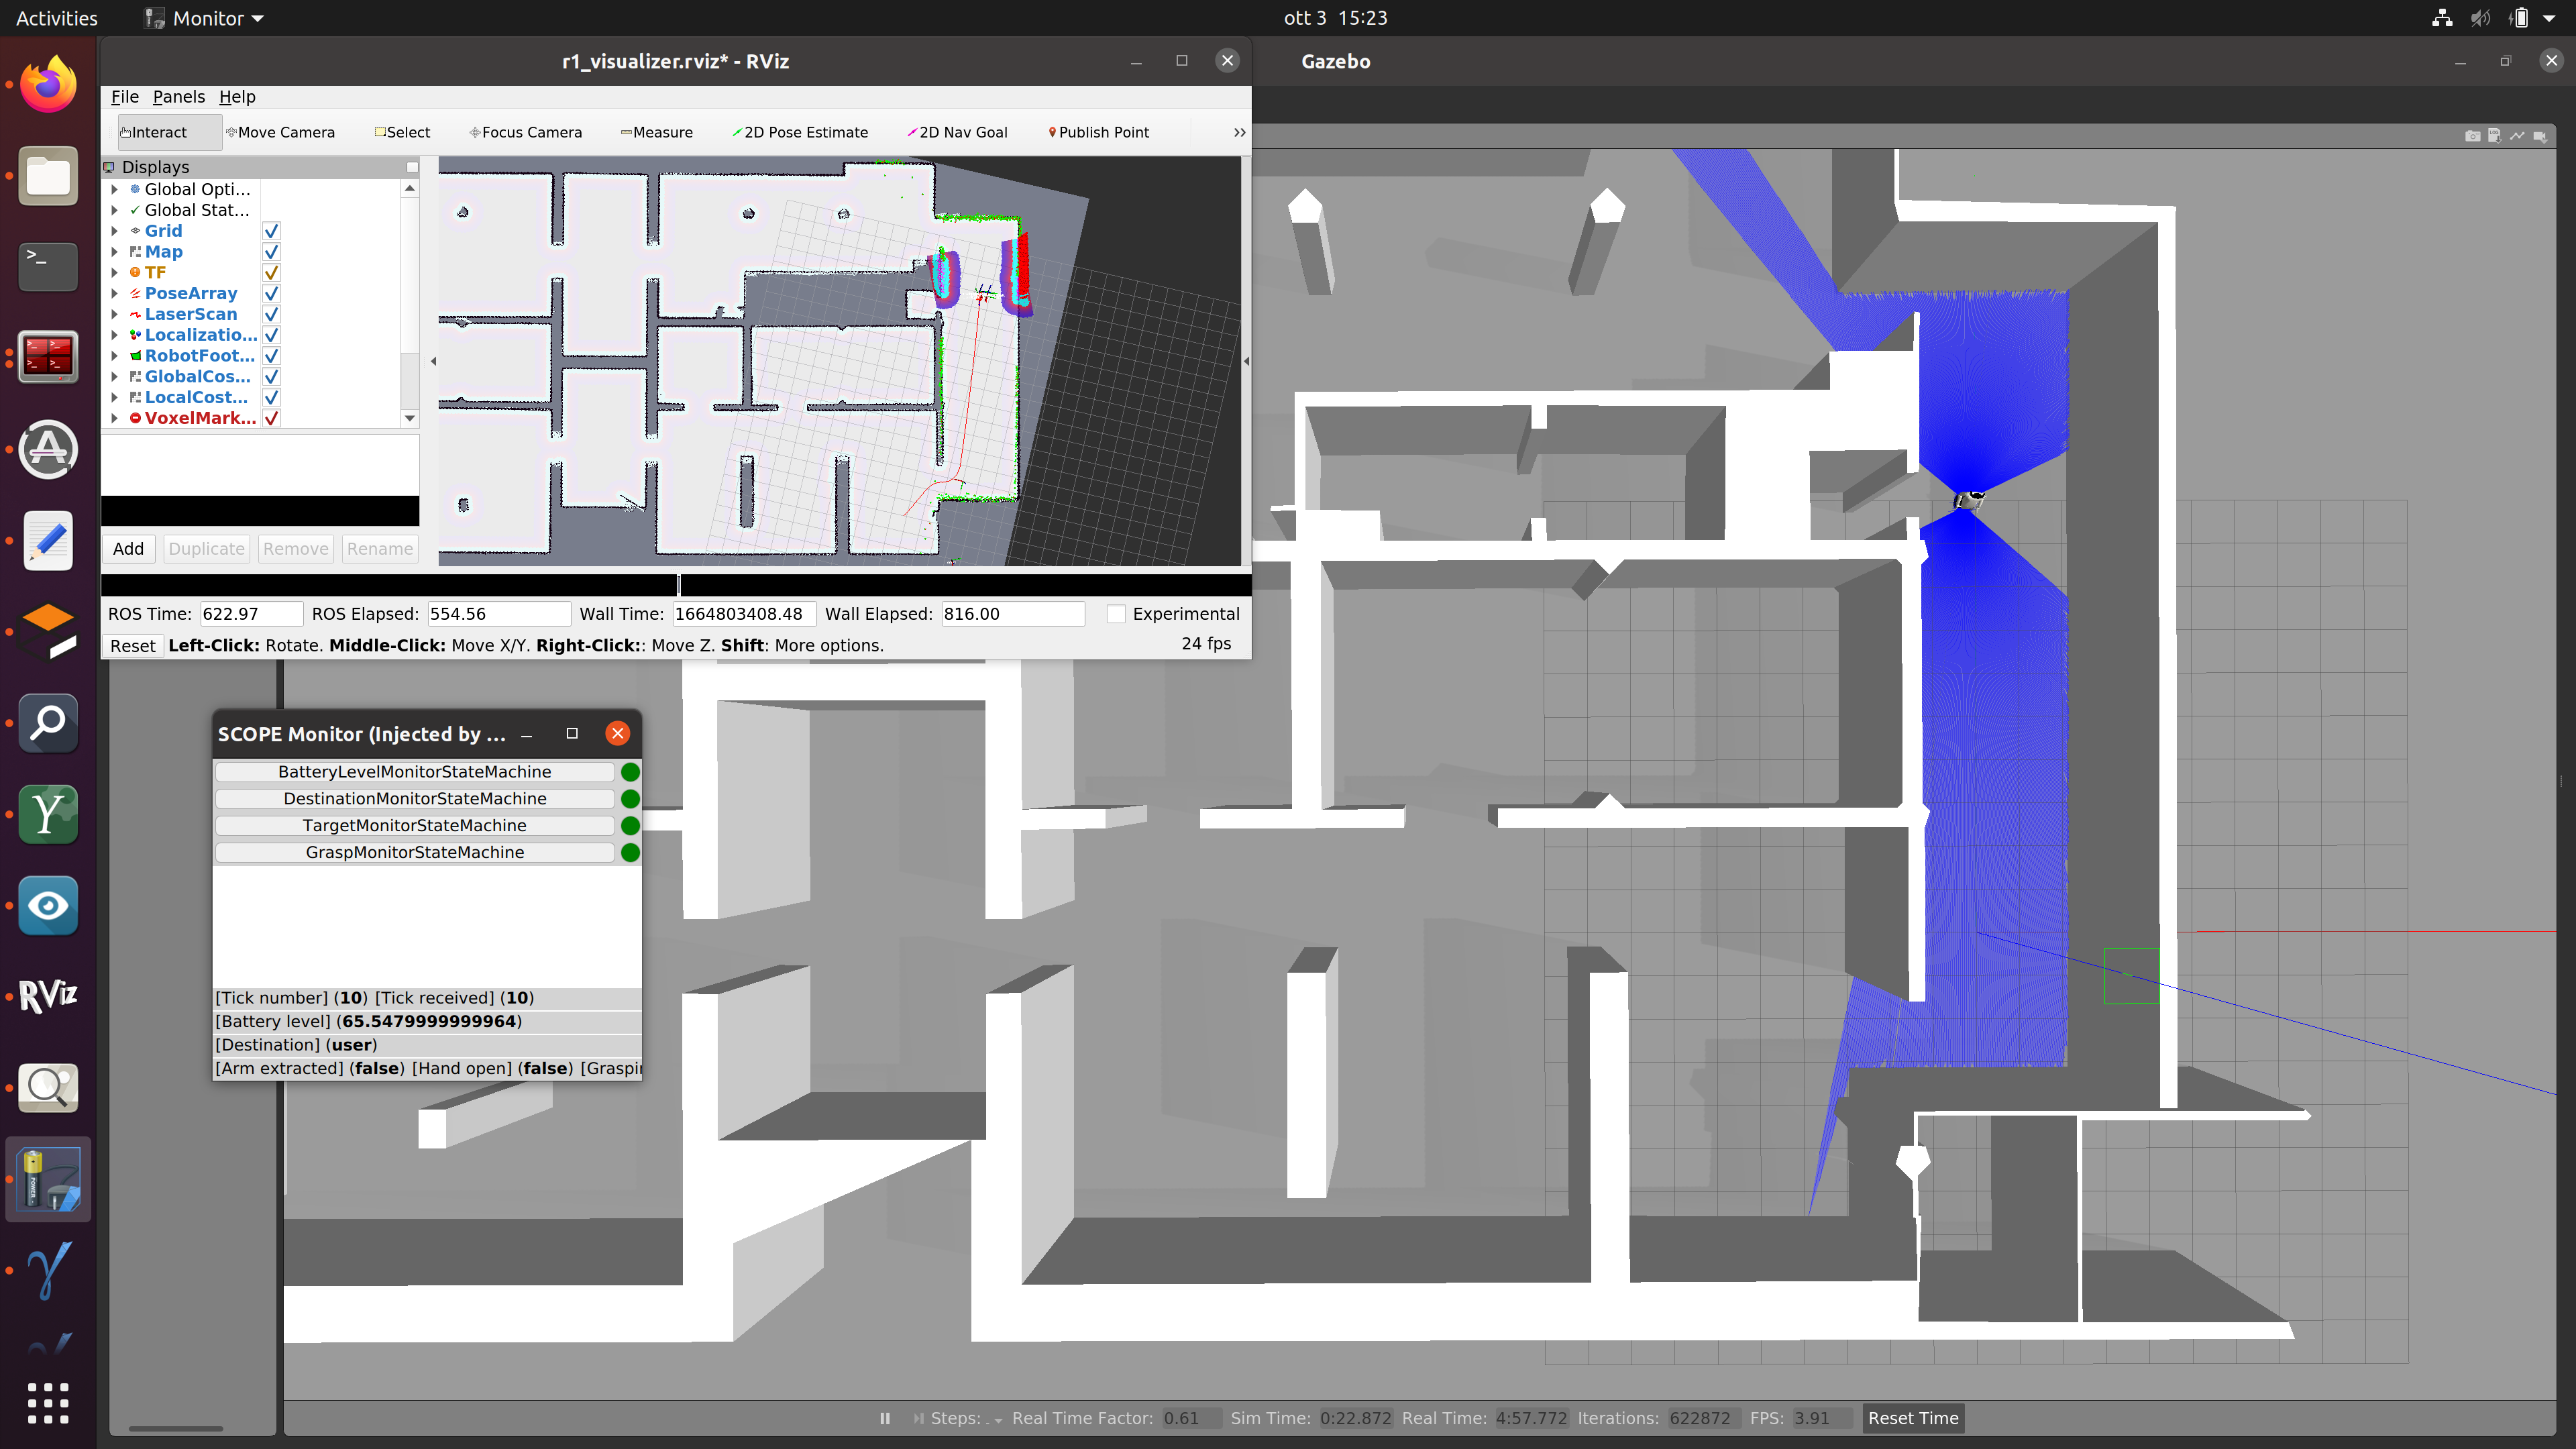 Activities
Monitor
ott 3 15:23
r1_visualizer.rviz* - RViz
Gazebo
File Panels Help
Interact
Move Camera
Select
Focus Camera
Measure
2D Pose Estimate
2D Nav Goal
Publish Point
Displays
Global Opti...
Global Stat...
Grid
Map
TF
PoseArray
LaserScan
Localizatio...
RobotFoot...
GlobalCos...
LocalCost...
VoxelMark...
Add Duplicate Remove Rename
ROS Time: 622.97 ROS Elapsed: 554.56 Wall Time: 1664803408.48 Wall Elapsed: 816.00 Experimental
Reset Left-Click: Rotate. Middle-Click: Move X/Y. Right-Click:: Move Z. Shift: More options. 24 fps
SCOPE Monitor (Injected by ...
BatteryLevelMonitorStateMachine
DestinationMonitorStateMachine
TargetMonitorStateMachine
GraspMonitorStateMachine
[Tick number] (10) [Tick received] (10)
[Battery level] (65.5479999999964)
[Destination] (user)
[Arm extracted] (false) [Hand open] (false) [Graspi
RViz
Steps: Real Time Factor: 0.61 Sim Time: 0:22.872 Real Time: 4:57.772 Iterations: 622872 FPS: 3.91 Reset Time